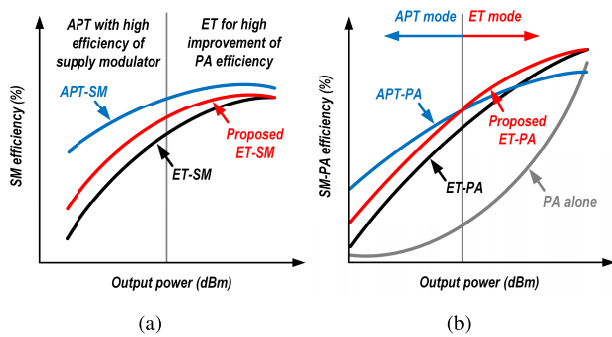 APT with high
efficiency of
supply modulator
ET for high
improvement of
PA efficiency
APT-SM
Proposed
ET-SM
ET-SM
SM efficiency (%)
Output power (dBm)
(a)
APT mode
ET mode
APT-PA
Proposed
ET-PA
ET-PA
PA alone
SM-PA efficiency (%)
Output power (dBm)
(b)